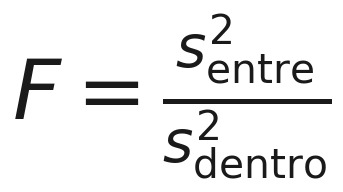 F = s²entre / s²dentro